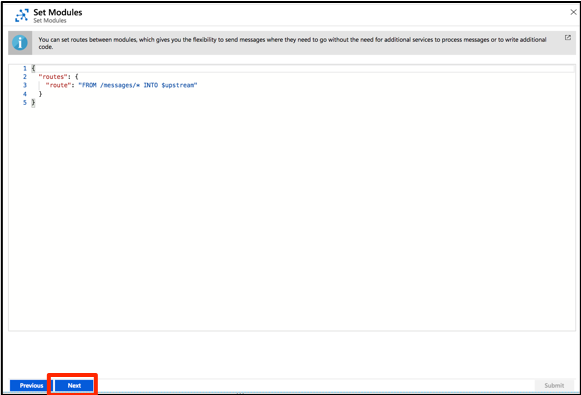 Set Modules
Set Modules
You can set routes between modules, which gives you the flexibility to send messages where they need to go without the need for additional services to process messages or to write additional
code.
1 {
2 "routes": {
3 "route": "FROM /messages/* INTO $upstream"
4 }
5 }
Previous Next Submit